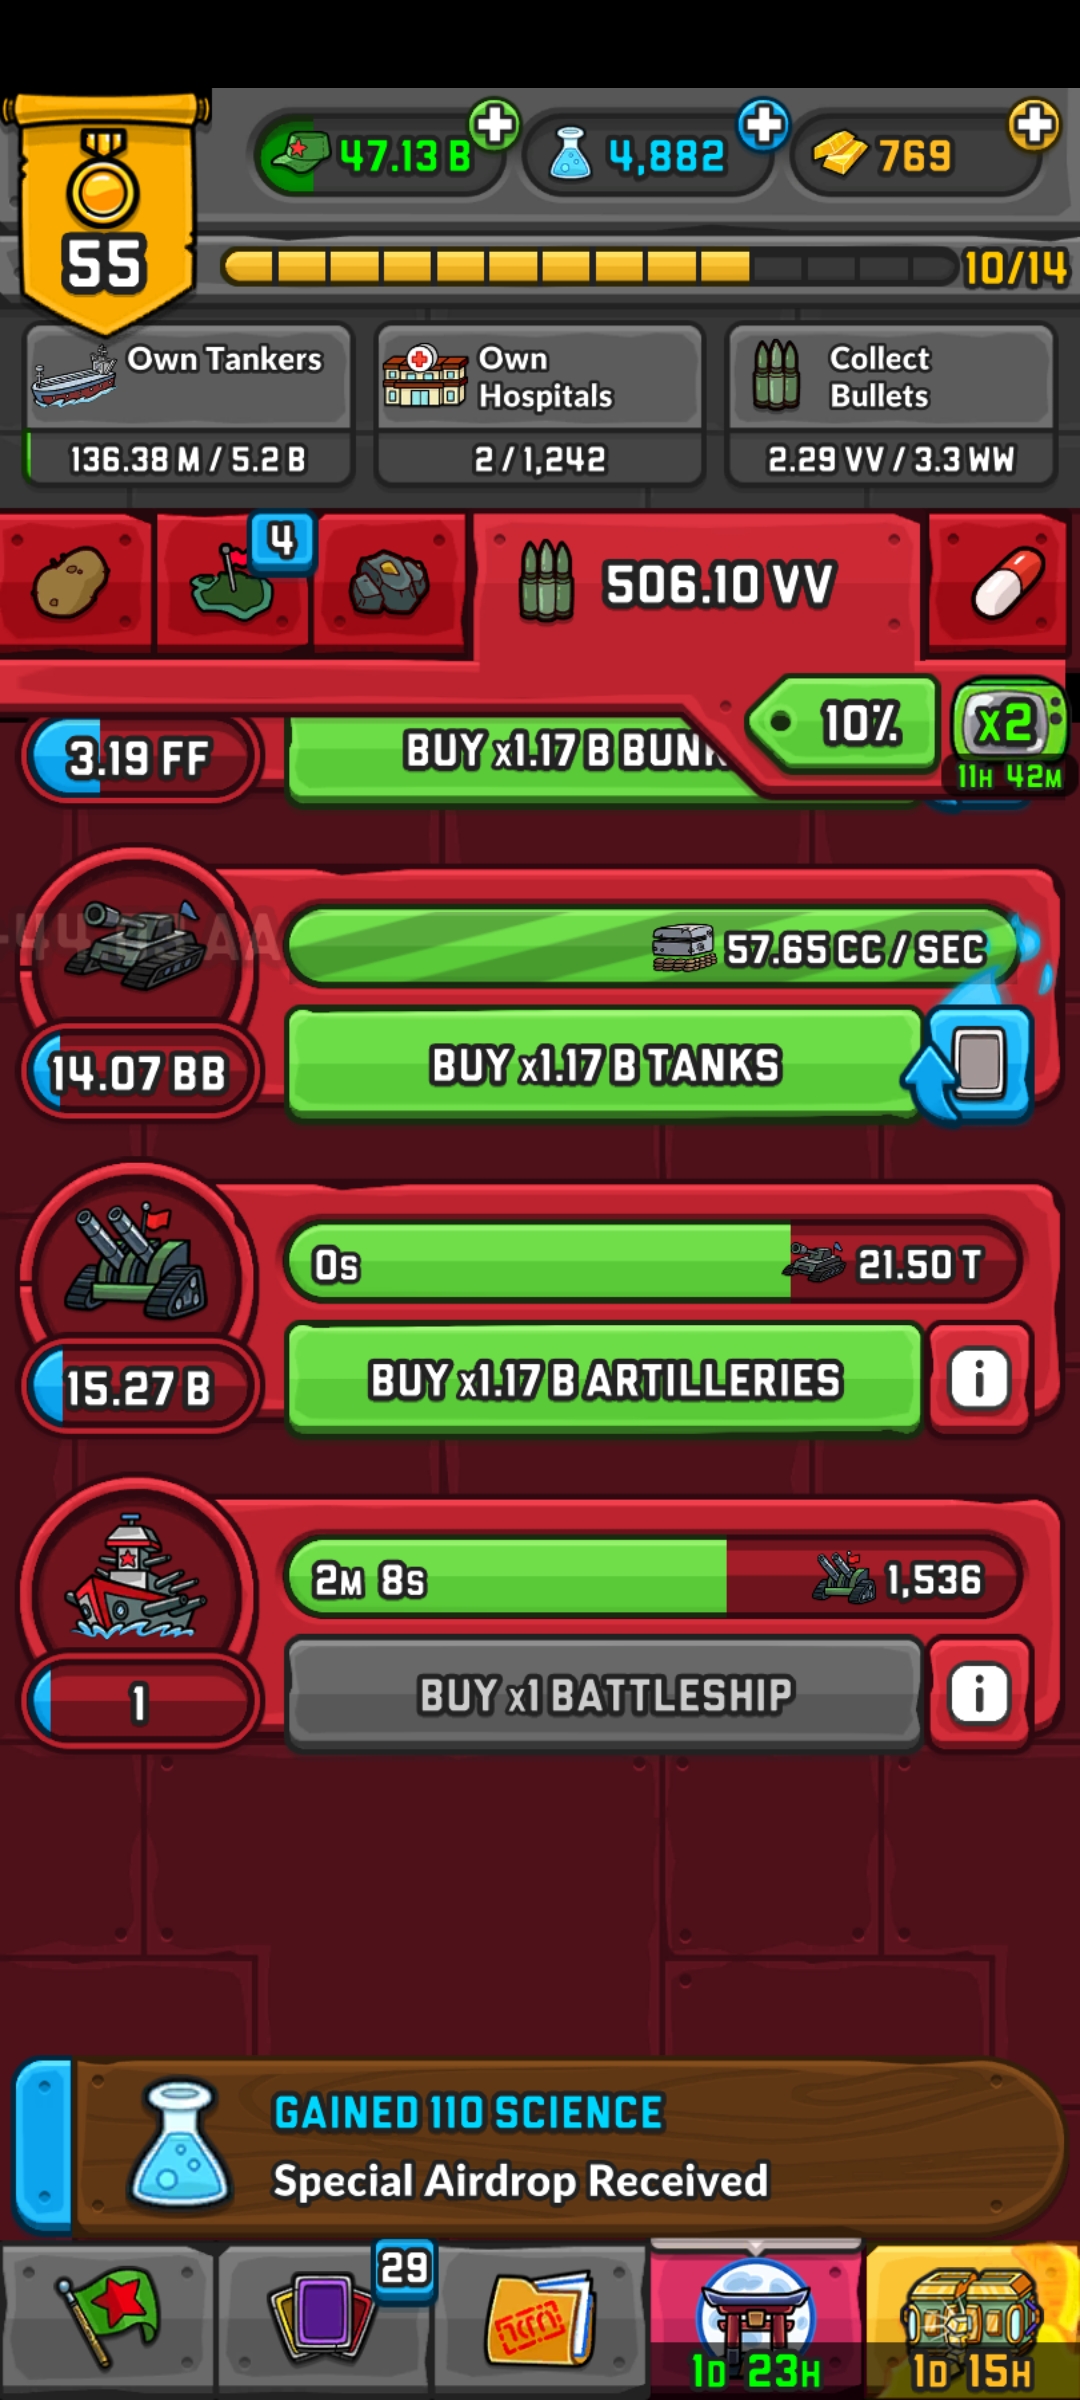 55
47.13 B
4,882
769
10/14
Own Tankers
136.38 M / 5.2 B
Own
Hospitals
2 / 1,242
Collect
Bullets
2.29 VV / 3.3 WW
4
506.10 VV
10%
x2
11H 42M
3.19 FF
BUY x1.17 B BUN
57.65 CC / SEC
14.07 BB
BUY x1.17 B TANKS
0s
21.50 T
15.27 B
BUY x1.17 B ARTILLERIES
i
2M 8s
1,536
1
BUY x1 BATTLESHIP
i
GAINED 110 SCIENCE
Special Airdrop Received
29
1D 23H
1D 15H